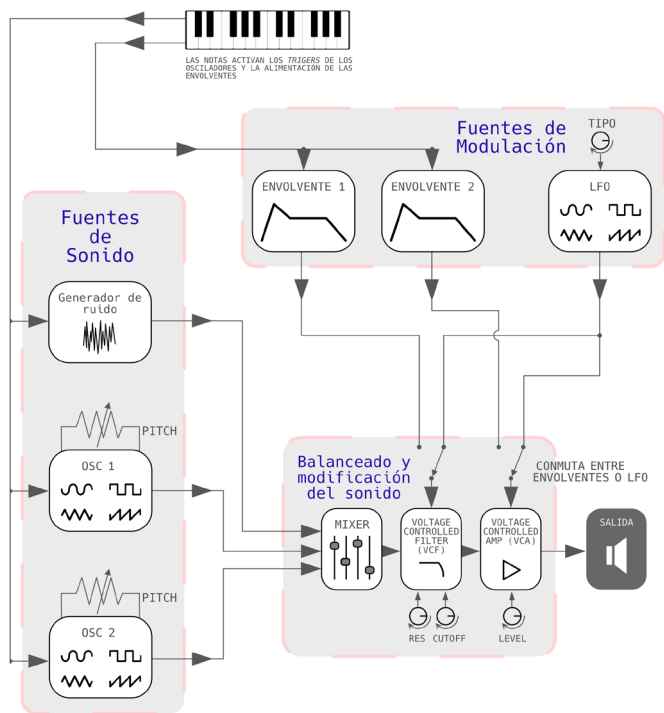 LAS NOTAS ACTIVAN LOS TRIGERS DE LOS
OSCILADORES Y LA ALIMENTACIÓN DE LAS
ENVOLVENTES
Fuentes de
Modulación
TIPO
ENVOLVENTE 1
ENVOLVENTE 2
LFO
Fuentes
de
Sonido
Generador de
ruido
PITCH
OSC 1
PITCH
OSC 2
Balanceado y
modificación
del sonido
CONMUTA ENTRE
ENVOLVENTES O LFO
MIXER
VOLTAGE
CONTROLLED
FILTER
(VCF)
VOLTAGE
CONTROLLED
AMP (VCA)
SALIDA
RES
CUTOFF
LEVEL